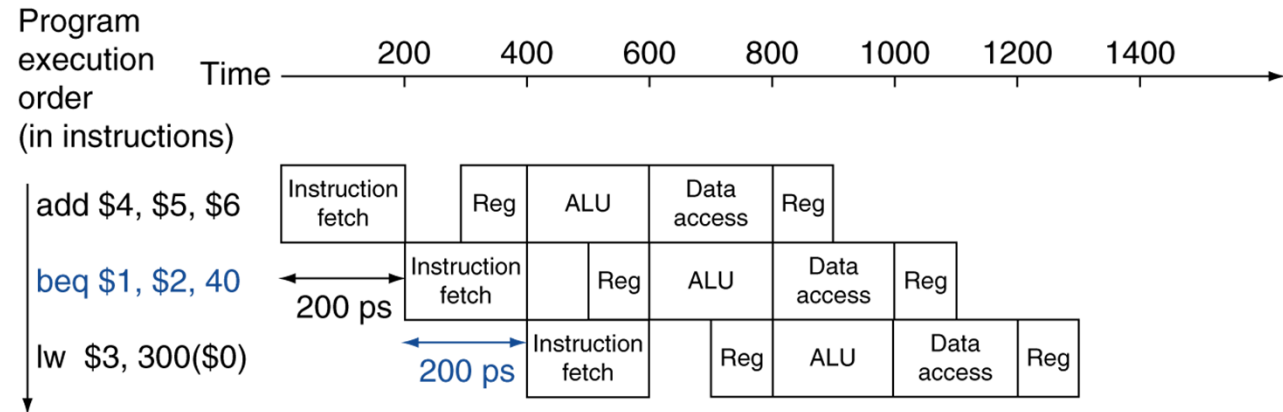 Program
execution
order
(in instructions)
Time
200 400 600 800 1000 1200 1400
add $4, $5, $6
Instruction
fetch
Reg
ALU
Data
access
Reg
beq $1, $2, 40
200 ps
Instruction
fetch
Reg
ALU
Data
access
Reg
lw $3, 300($0)
200 ps
Instruction
fetch
Reg
ALU
Data
access
Reg